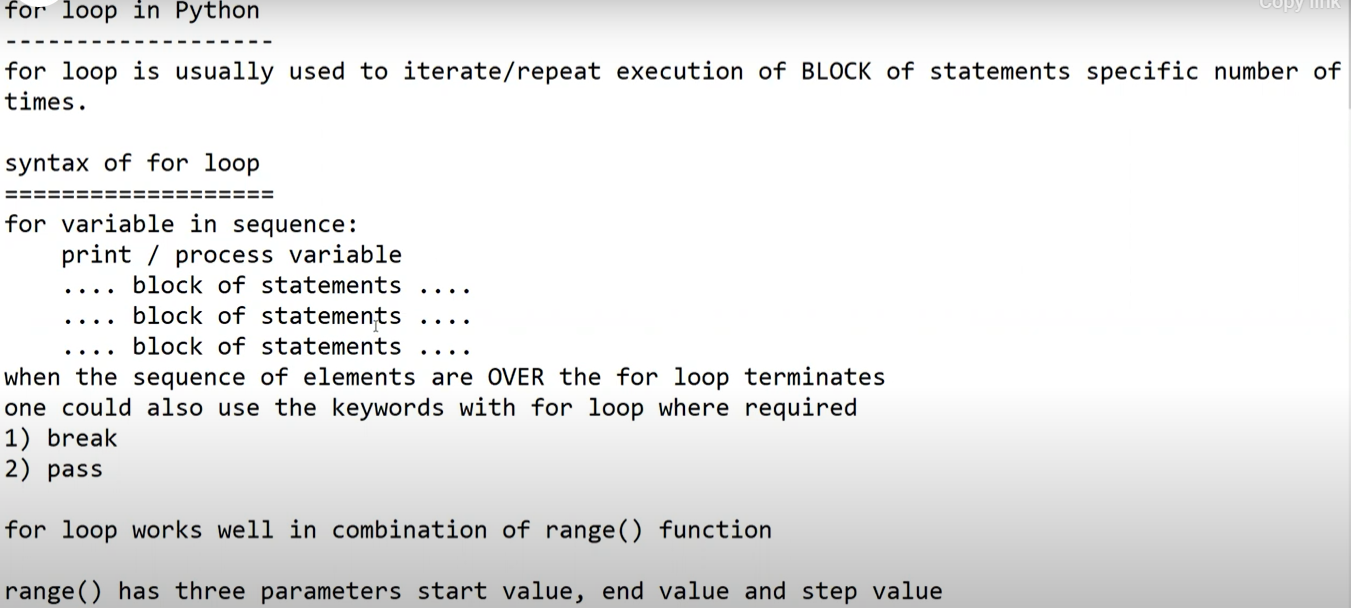 Copy link
for loop in Python
-------------------
for loop is usually used to iterate/repeat execution of BLOCK of statements specific number of
times.
syntax of for loop
===================
for variable in sequence:
print / process variable
.... block of statements ....
.... block of statements ....
.... block of statements ....
when the sequence of elements are OVER the for loop terminates
one could also use the keywords with for loop where required
1) break
2) pass
for loop works well in combination of range() function
range() has three parameters start value, end value and step value